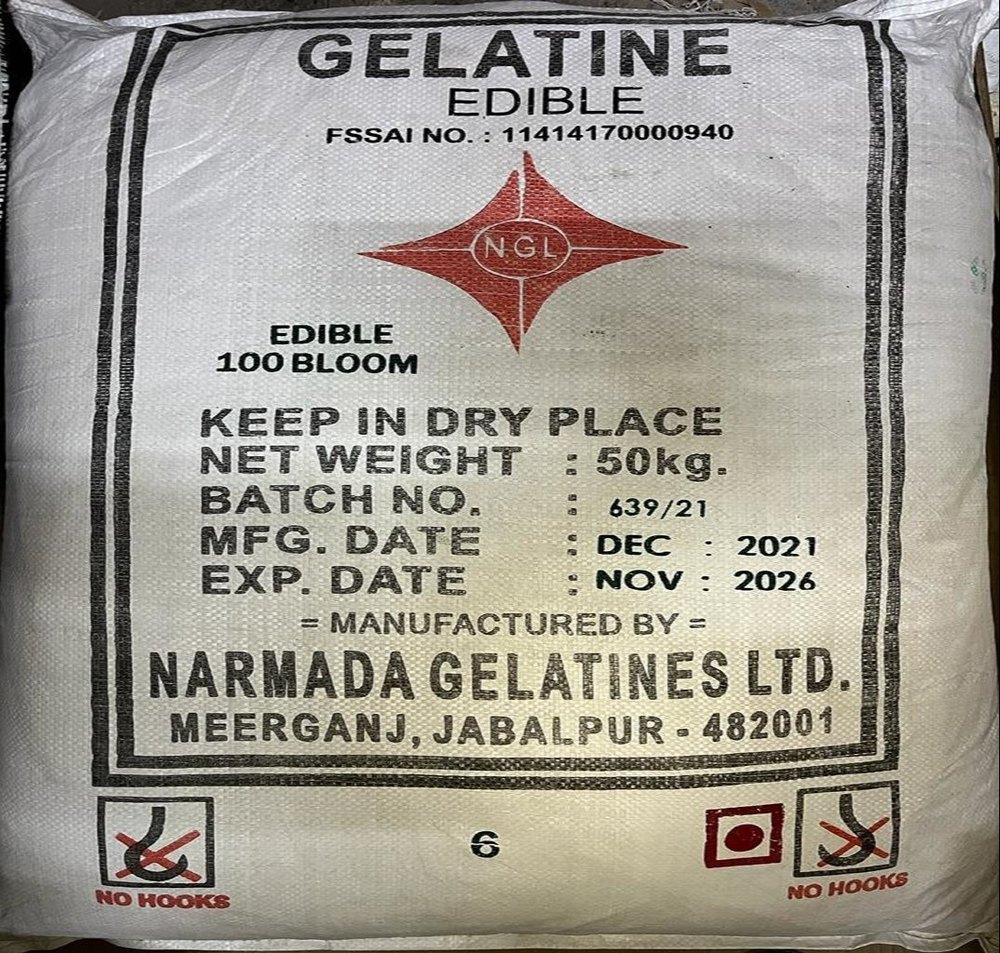 GELATINE
EDIBLE
FSSAI NO. : 11414170000940
N.G.L
EDIBLE
100 BLOOM
KEEP IN DRY PLACE
NET WEIGHT : 50kg.
BATCH NO. : 639/21
MFG. DATE : DEC : 2021
EXP. DATE : NOV : 2026
= MANUFACTURED BY =
NARMADA GELATINES LTD.
MEERGANJ, JABALPUR - 482001
6
NO HOOKS
NO HOOKS